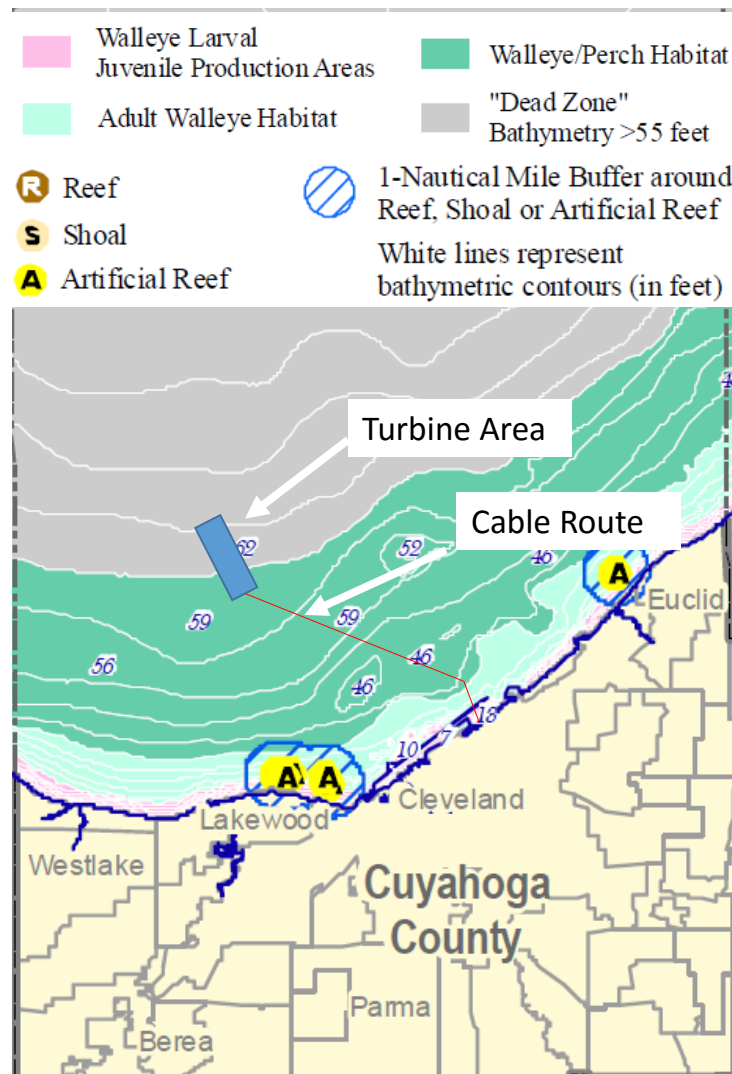 Walleye Larval
Juvenile Production Areas
Walleye/Perch Habitat
Adult Walleye Habitat
"Dead Zone"
Bathymetry >55 feet
R Reef
S Shoal
A Artificial Reef
1-Nautical Mile Buffer around
Reef, Shoal or Artificial Reef
White lines represent
bathymetric contours (in feet)
Turbine Area
Cable Route
62
52
46
A
Euclid
59
59
56
46
46
13
7
10
A
A
Cleveland
Lakewood
Westlake
Cuyahoga
County
Parma
Berea